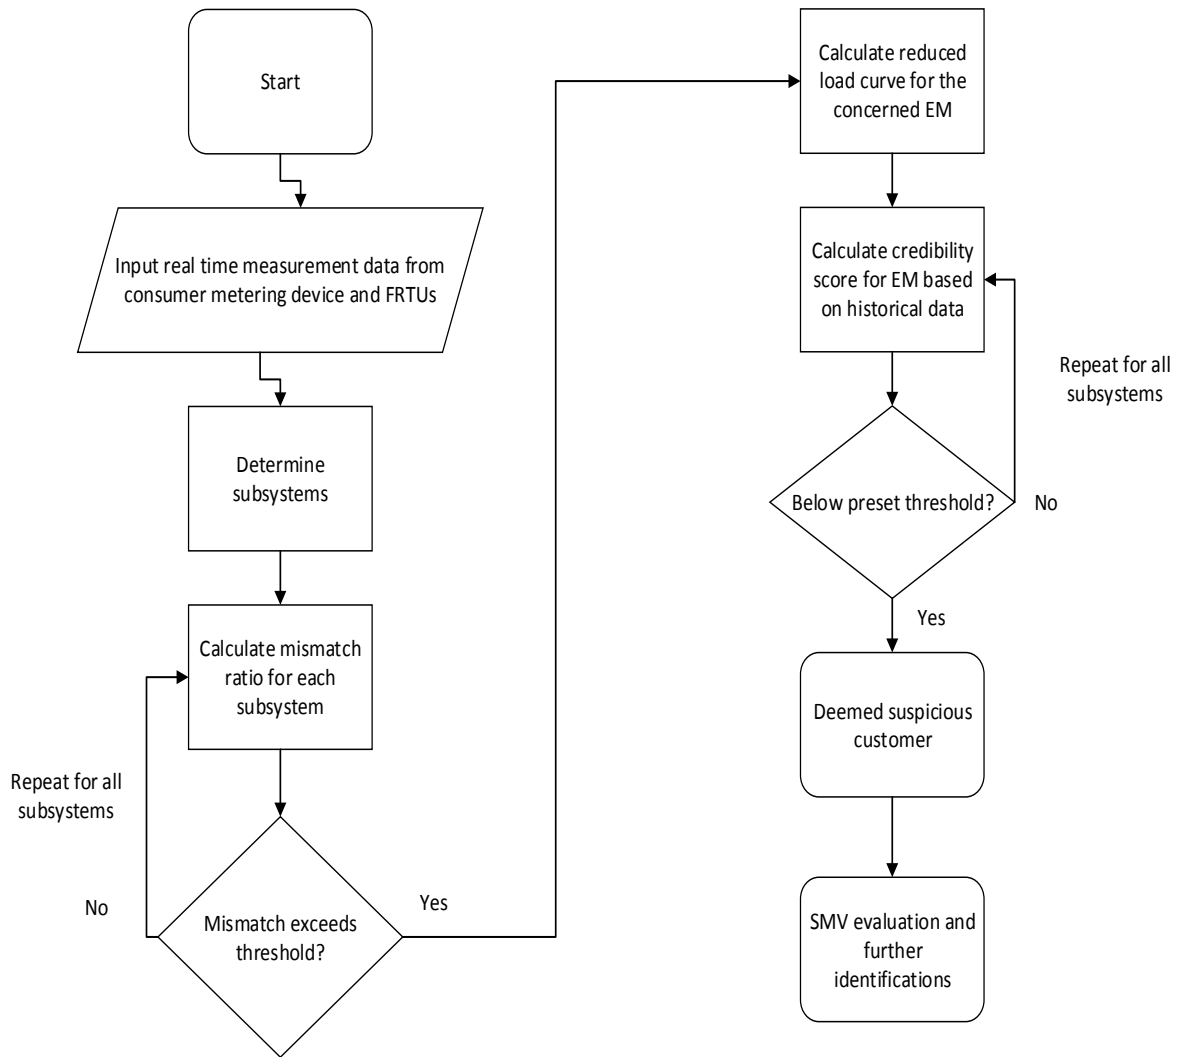 Start
Input real time measurement data from
consumer metering device and FRTUs
Determine
subsystems
Calculate mismatch
ratio for each
subsystem
Repeat for all
subsystems
No
Mismatch exceeds
threshold?
Yes
Calculate reduced
load curve for the
concerned EM
Calculate credibility
score for EM based
on historical data
Repeat for all
subsystems
Below preset threshold?
No
Yes
Deemed suspicious
customer
SMV evaluation and
further
identifications